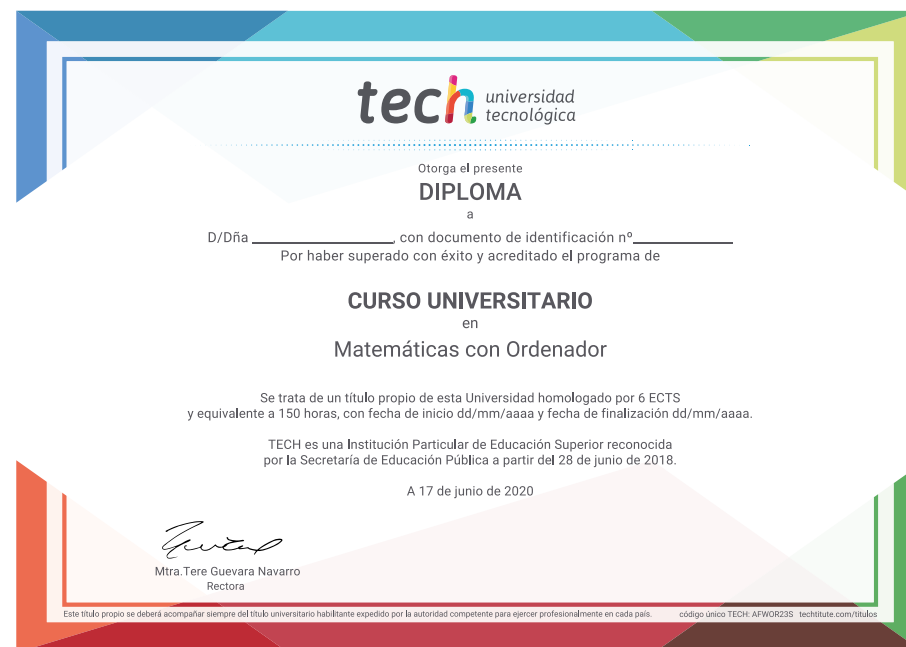 tech universidad
tecnológica
Otorga el presente
DIPLOMA
a
D/Dña ____________________, con documento de identificación nº______________
Por haber superado con éxito y acreditado el programa de
CURSO UNIVERSITARIO
en
Matemáticas con Ordenador
Se trata de un título propio de esta Universidad homologado por 6 ECTS
y equivalente a 150 horas, con fecha de inicio dd/mm/aaaa y fecha de finalización dd/mm/aaaa.
TECH es una Institución Particular de Educación Superior reconocida
por la Secretaría de Educación Pública a partir del 28 de junio de 2018.
A 17 de junio de 2020
Mtra.Tere Guevara Navarro
Rectora
Este título propio se deberá acompañar siempre del título universitario habilitante expedido por la autoridad competente para ejercer profesionalmente en cada país. código único TECH: AFWOR23S techtitute.com/titulos